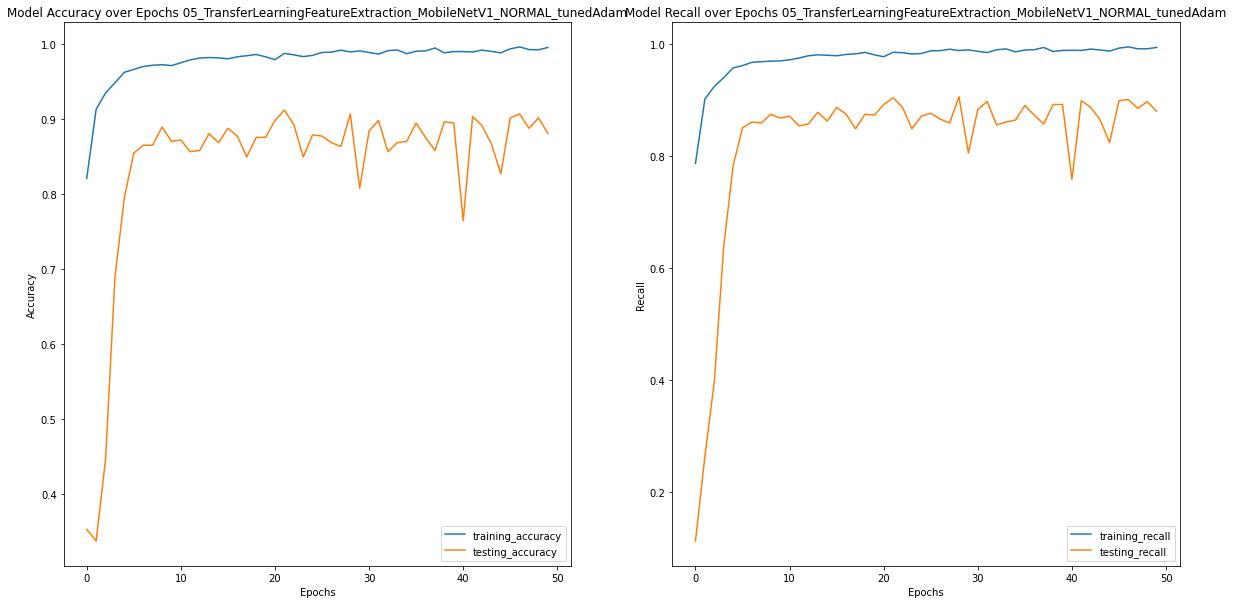 Model Accuracy over Epochs 05_TransferLearningFeatureExtraction_MobileNetV1_NORMAL_tunedAdam
1.0
0.9
0.8
0.7
0.6
0.5
0.4
Accuracy
0 10 20 30 40 50
Epochs
training_accuracy
testing_accuracy
Model Recall over Epochs 05_TransferLearningFeatureExtraction_MobileNetV1_NORMAL_tunedAdam
1.0
0.8
0.6
0.4
0.2
Recall
0 10 20 30 40 50
Epochs
training_recall
testing_recall